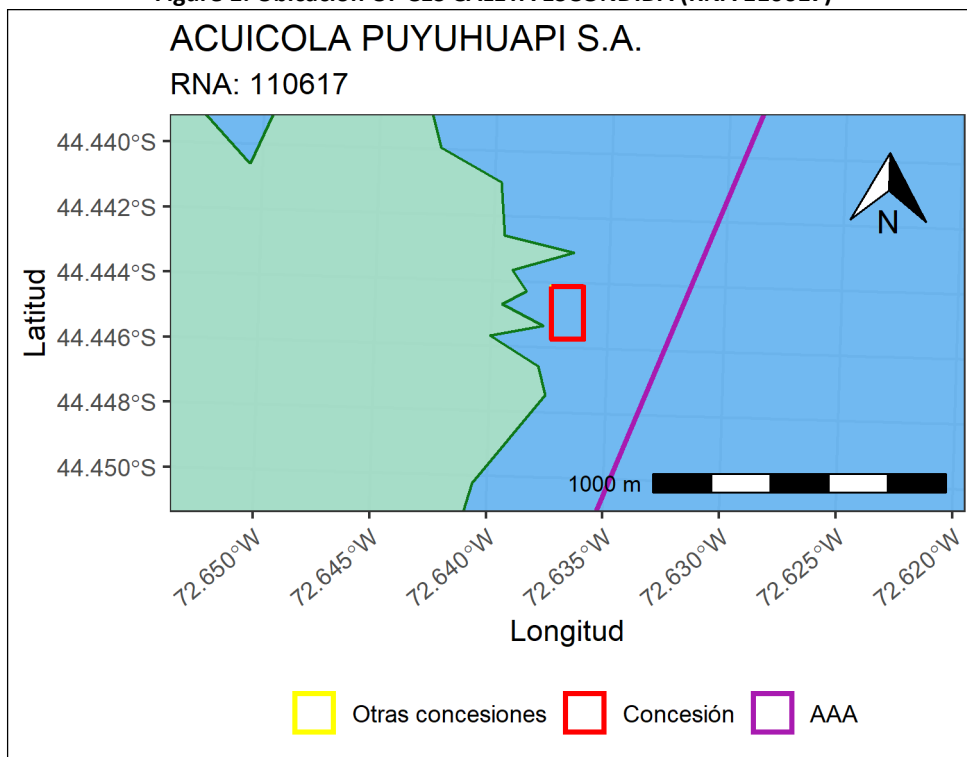 ACUICOLA PUYUHUAPI S.A.
RNA: 110617
44.440°S
44.442°S
44.444°S
44.446°S
44.448°S
44.450°S
Latitud
N
1000 m
72.650°W
72.645°W
72.640°W
72.635°W
72.630°W
72.625°W
72.620°W
Longitud
Otras concesiones
Concesión
AAA